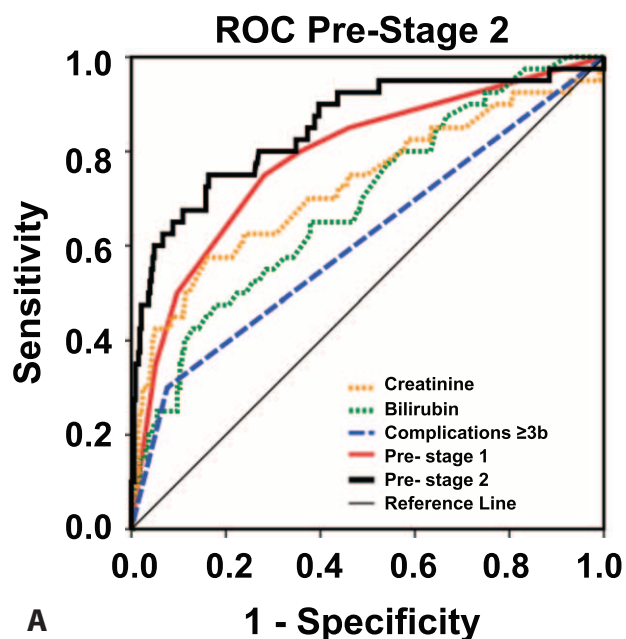 ROC Pre-Stage 2
1.0
0.8
0.6
0.4
0.2
0.0
Sensitivity
Creatinine
Bilirubin
Complications ≥3b
Pre- stage 1
Pre- stage 2
Reference Line
0.0 0.2 0.4 0.6 0.8 1.0
A 1 - Specificity